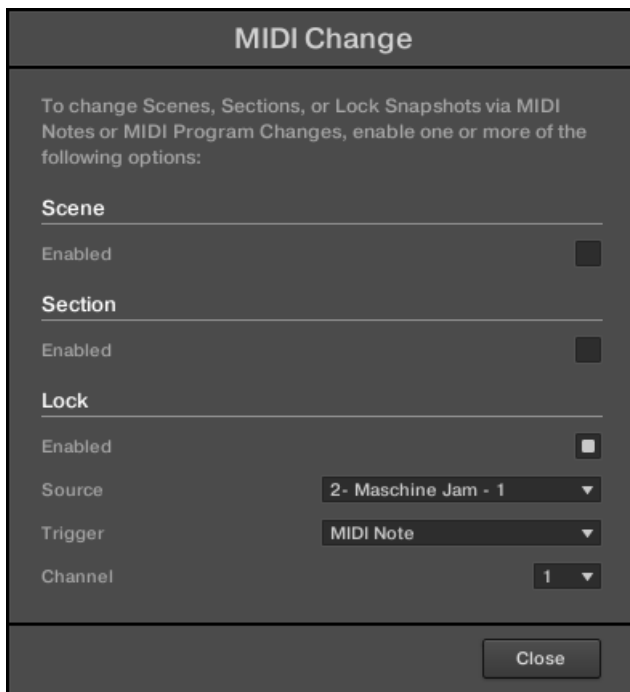 MIDI Change
To change Scenes, Sections, or Lock Snapshots via MIDI
Notes or MIDI Program Changes, enable one or more of the
following options:
Scene
Enabled
Section
Enabled
Lock
Enabled
Source 2- Maschine Jam - 1
Trigger MIDI Note
Channel 1
Close